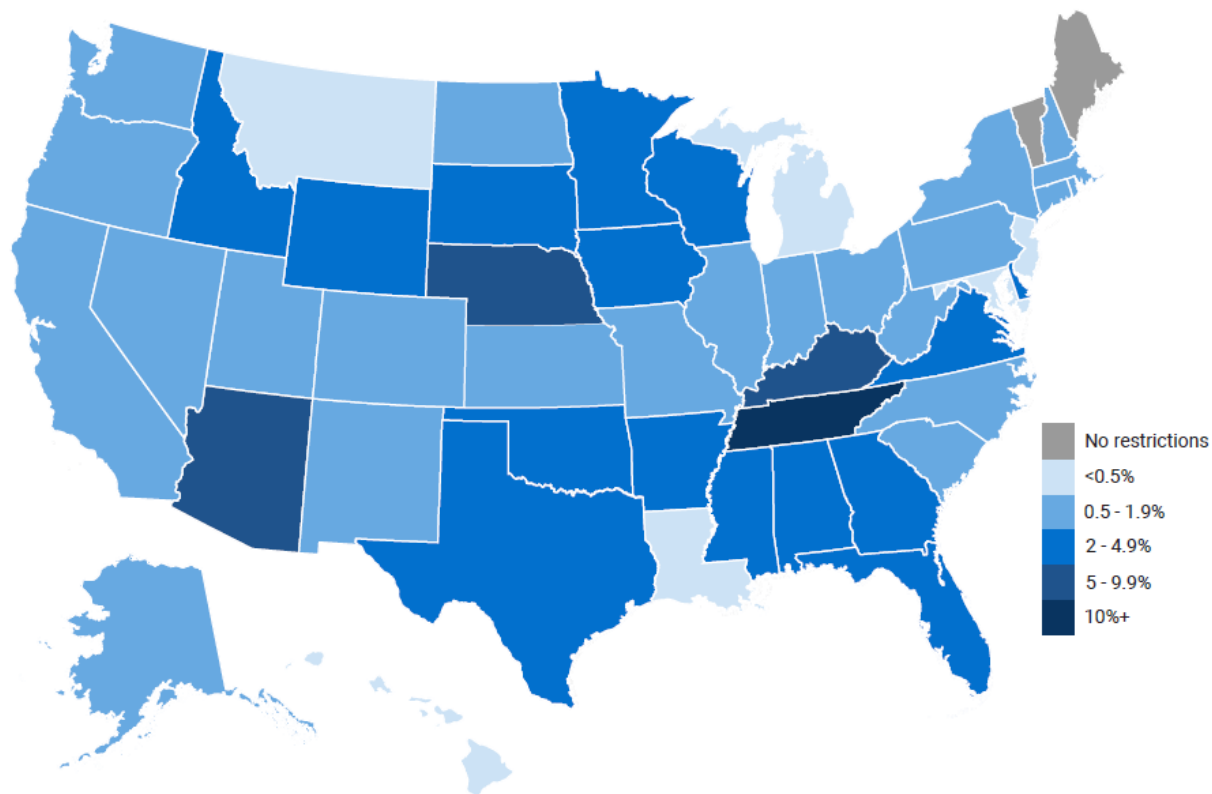 No restrictions
<0.5%
0.5 - 1.9%
2 - 4.9%
5 - 9.9%
10%+